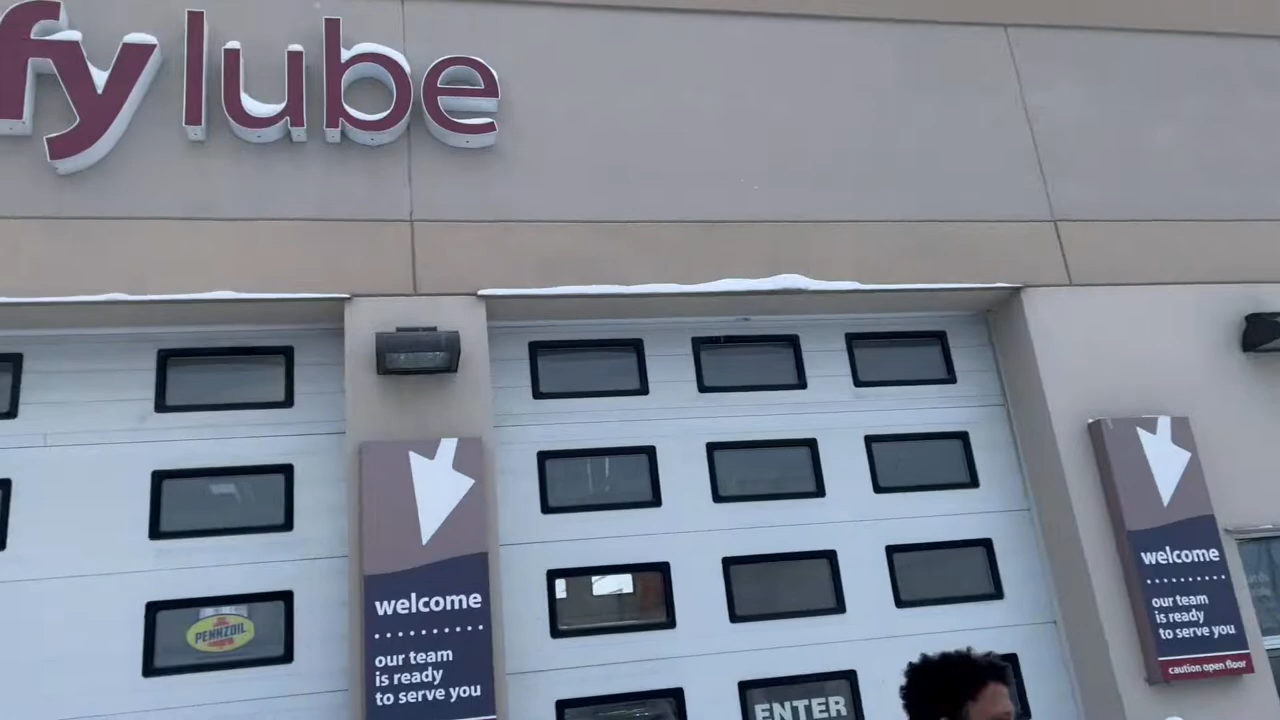 fy lube
welcome
our team
is ready
to serve you
welcome
our team
is ready
to serve you
caution open floor
PENNZOIL
ENTER